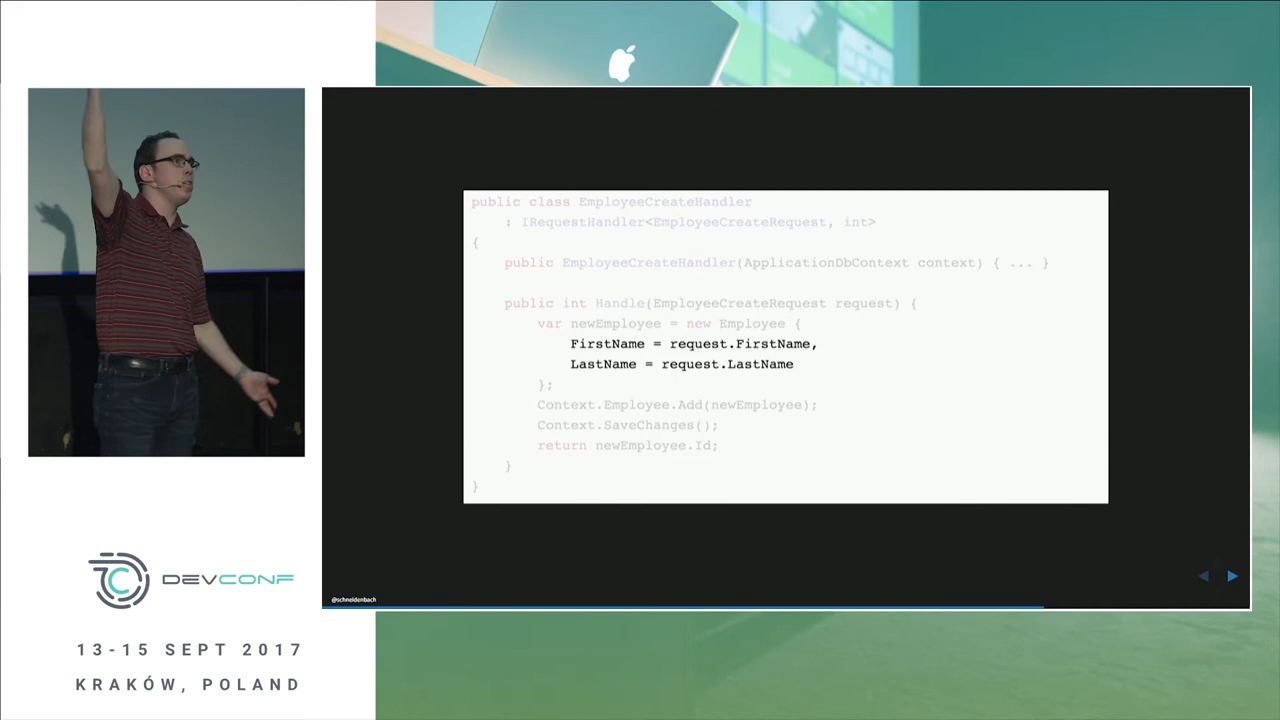 public class EmployeeCreateHandler
: IRequestHandler<EmployeeCreateRequest, int>
{
public EmployeeCreateHandler(ApplicationDbContext context) { ... }
public int Handle(EmployeeCreateRequest request) {
var newEmployee = new Employee {
FirstName = request.FirstName,
LastName = request.LastName
};
Context.Employee.Add(newEmployee);
Context.SaveChanges();
return newEmployee.Id;
}
}
@schneidenbach
DEVCONF
13-15 SEPT 2017
KRAKÓW, POLAND